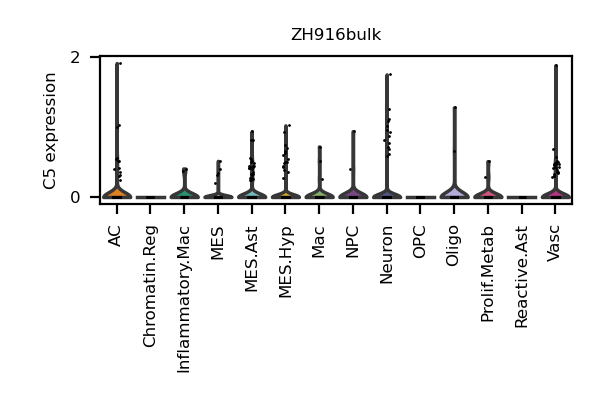 ZH916bulk
C5 expression
2
0
AC
Chromatin.Reg
Inflammatory.Mac
MES
MES.Ast
MES.Hyp
Mac
NPC
Neuron
OPC
Oligo
Prolif.Metab
Reactive.Ast
Vasc